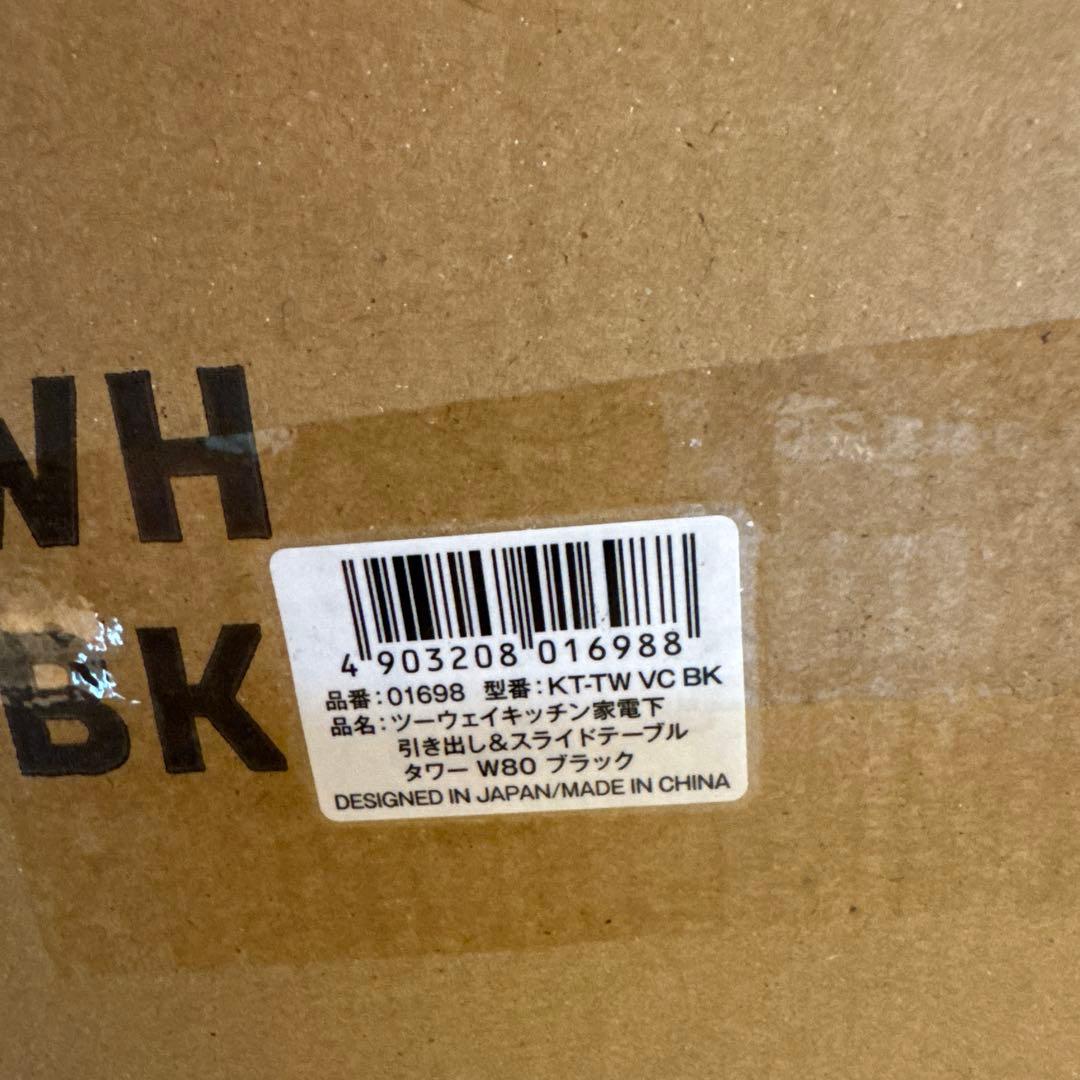 WH
BK
4 903208 016988
品番:01698 型番:KT-TW VC BK
品名:ツーウェイキッチン家電下
引き出し&スライドテーブル
タワー W80 ブラック
DESIGNED IN JAPAN/MADE IN CHINA